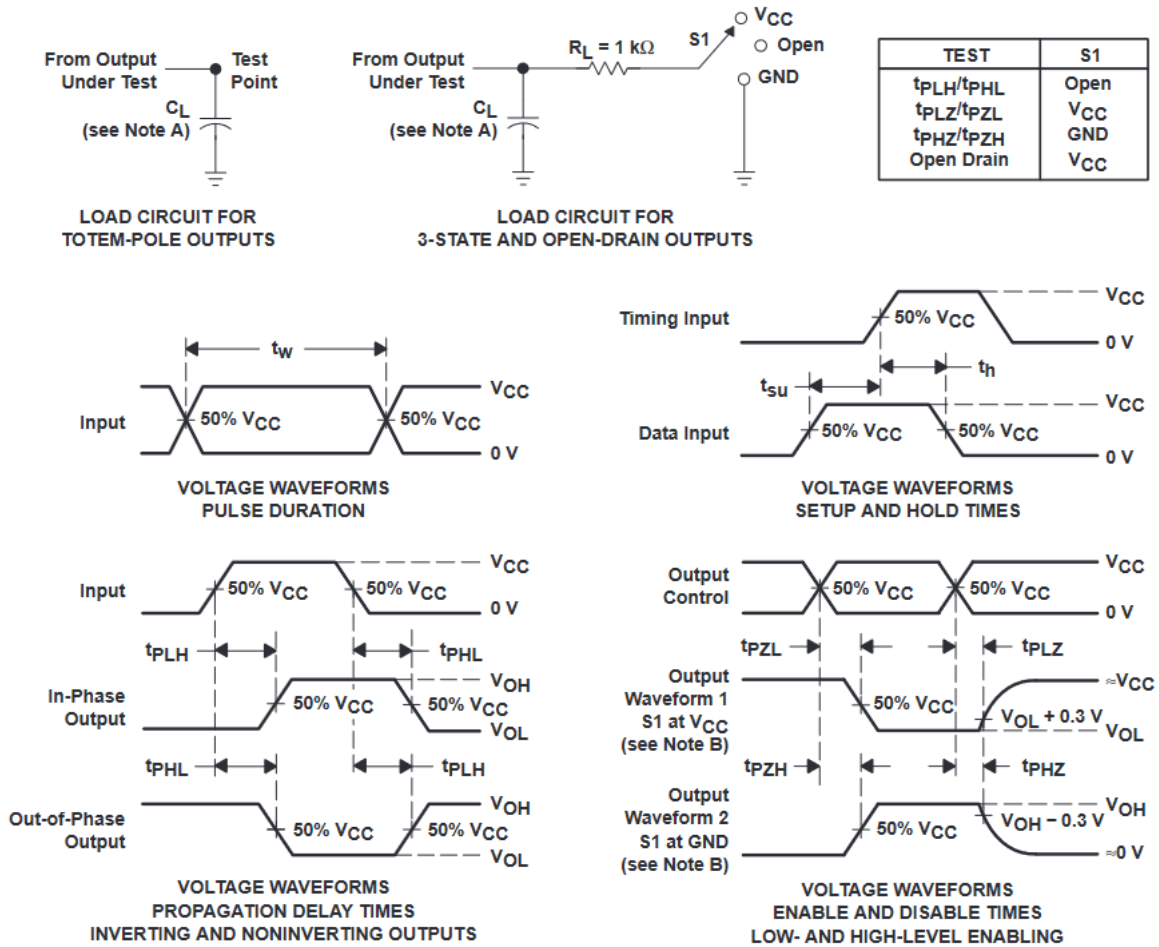 From Output
Under Test
Test
Point
CL
(see Note A)
LOAD CIRCUIT FOR
TOTEM-POLE OUTPUTS
From Output
Under Test
RL = 1 kΩ
S1
VCC
Open
GND
CL
(see Note A)
LOAD CIRCUIT FOR
3-STATE AND OPEN-DRAIN OUTPUTS
TEST S1
tPLH/tPHL Open
tPLZ/tPZL VCC
tPHZ/tPZH GND
Open Drain VCC
tw
Input
50% VCC
50% VCC
VCC
0 V
VOLTAGE WAVEFORMS
PULSE DURATION
Timing Input
50% VCC
VCC
0 V
tsu
th
Data Input
50% VCC
50% VCC
VCC
0 V
VOLTAGE WAVEFORMS
SETUP AND HOLD TIMES
Input
50% VCC
50% VCC
VCC
0 V
tPLH
tPHL
In-Phase
Output
50% VCC
50% VCC
VOH
VOL
tPHL
tPLH
Out-of-Phase
Output
50% VCC
50% VCC
VOH
VOL
VOLTAGE WAVEFORMS
PROPAGATION DELAY TIMES
INVERTING AND NONINVERTING OUTPUTS
Output
Control
50% VCC
50% VCC
VCC
0 V
tPZL
tPLZ
Output
Waveform 1
S1 at VCC
(see Note B)
50% VCC
VOL + 0.3 V
≈VCC
VOL
tPZH
tPHZ
Output
Waveform 2
S1 at GND
(see Note B)
50% VCC
VOH − 0.3 V
VOH
≈0 V
VOLTAGE WAVEFORMS
ENABLE AND DISABLE TIMES
LOW- AND HIGH-LEVEL ENABLING